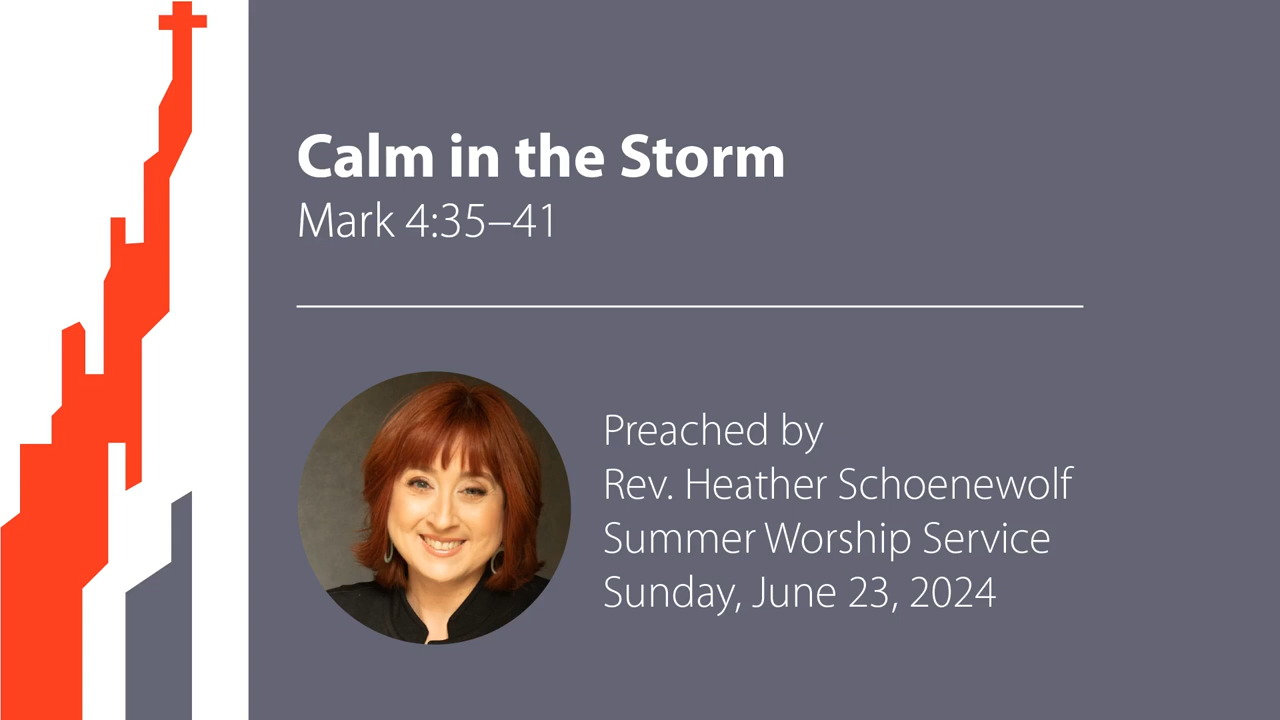 Calm in the Storm
Mark 4:35–41
Preached by
Rev. Heather Schoenewolf
Summer Worship Service
Sunday, June 23, 2024